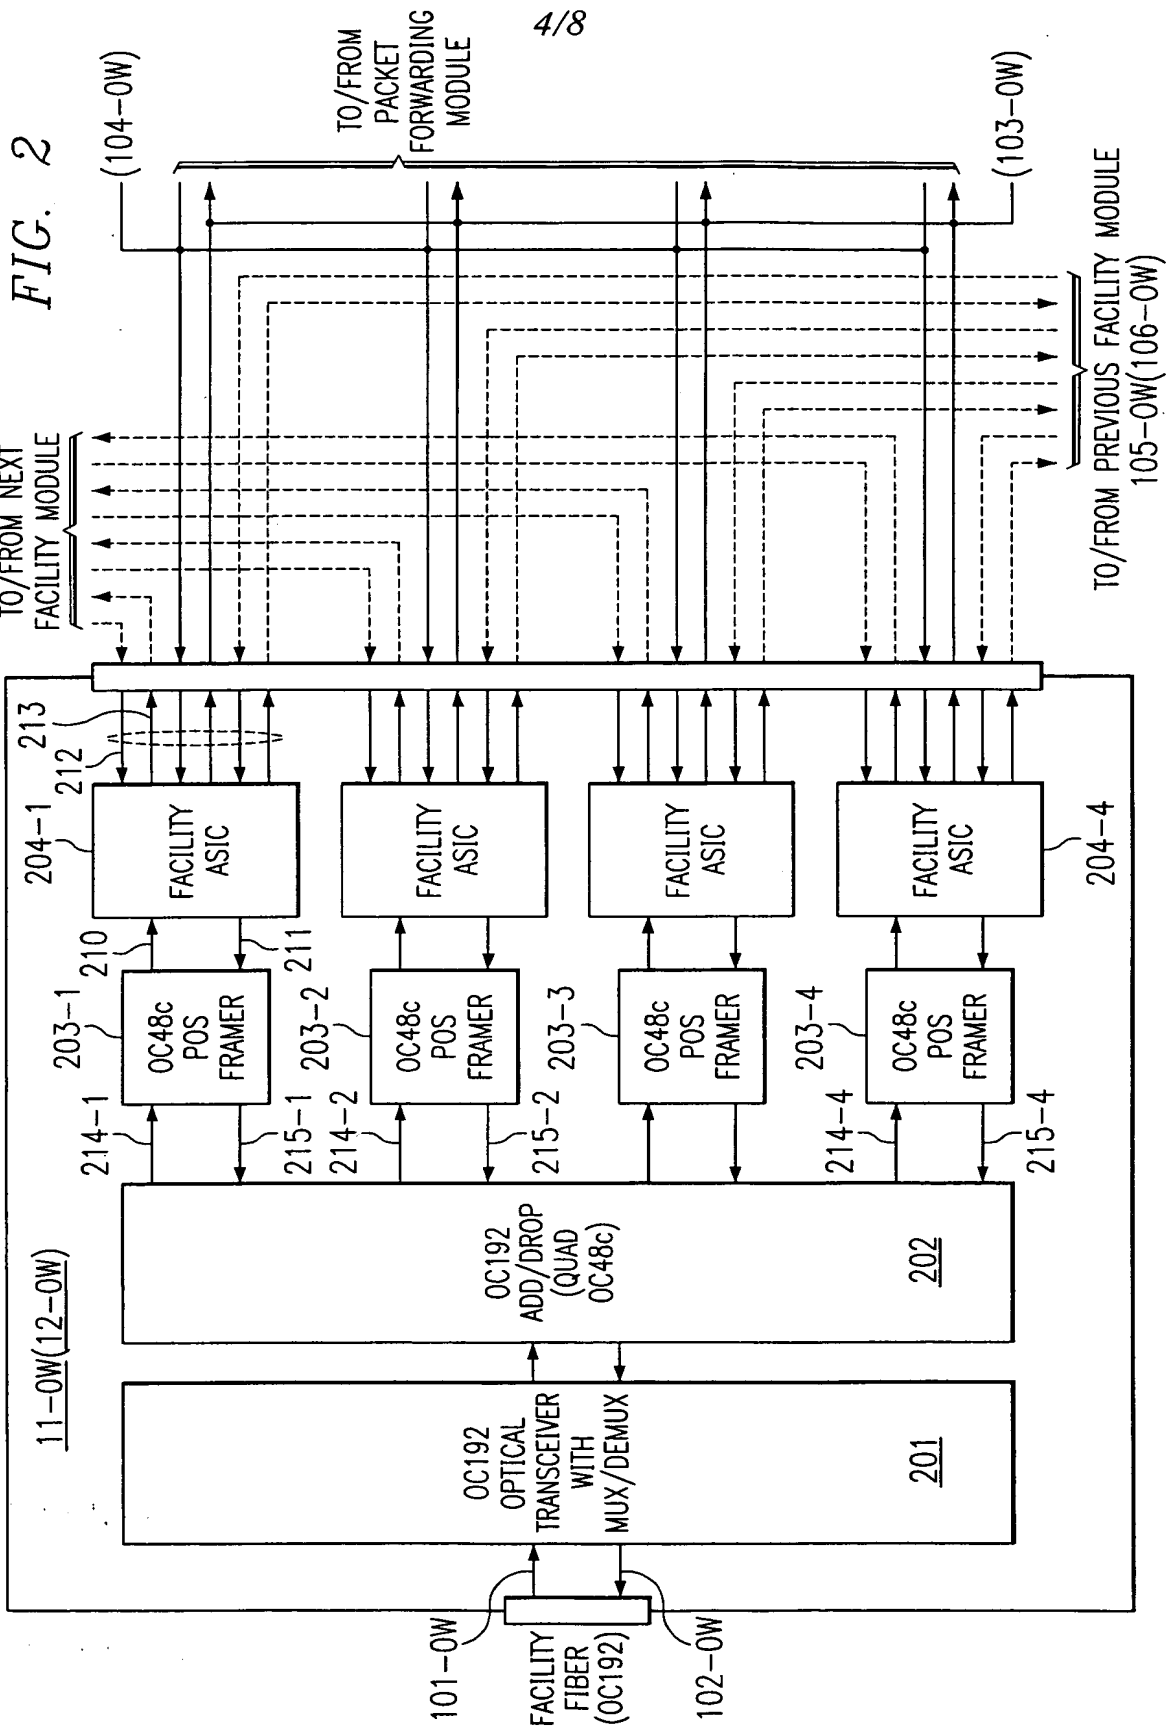 4/8
FIG. 2
11-0W(12-0W)
TO/FROM NEXT
FACILITY MODULE
(104-0W)
TO/FROM
PACKET
FORWARDING
MODULE
(103-0W)
TO/FROM PREVIOUS FACILITY MODULE
105-0W(106-0W)
101-0W
FACILITY
FIBER
(OC192)
102-0W
OC192
OPTICAL
TRANSCEIVER
WITH
MUX/DEMUX
201
OC192
ADD/DROP
(QUAD
OC48c)
202
214-1
215-1
214-2
215-2
214-4
215-4
203-1
OC48c
POS
FRAMER
203-2
OC48c
POS
FRAMER
203-3
OC48c
POS
FRAMER
203-4
OC48c
POS
FRAMER
210
211
204-1
FACILITY
ASIC
FACILITY
ASIC
FACILITY
ASIC
FACILITY
ASIC
204-4
212
213